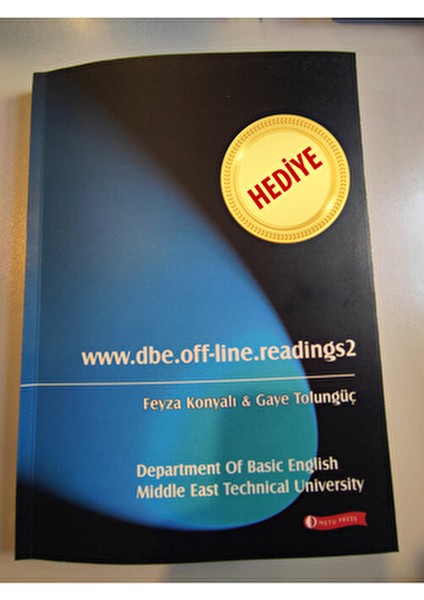 HEDİYE
www.dbe.off-line.readings2
Feyza Konyalı & Gaye Tolungüç
Department Of Basic English
Middle East Technical University
METU PRESS